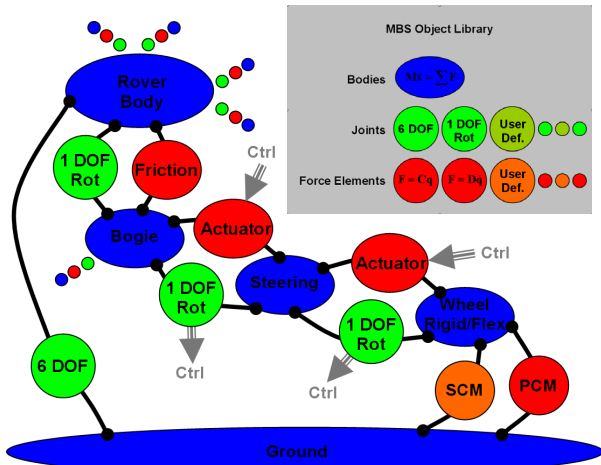 MBS Object Library
Bodies
Mẍ = ∑ F
Joints
6 DOF
1 DOF
Rot
User
Def.
Force Elements
F = Cq
F = Dq̇
User
Def.
Rover
Body
1 DOF
Rot
Friction
Ctrl
Bogie
Actuator
Ctrl
Actuator
Steering
1 DOF
Rot
Wheel
Rigid/Flex
1 DOF
Rot
Ctrl
Ctrl
6 DOF
SCM
PCM
Ground